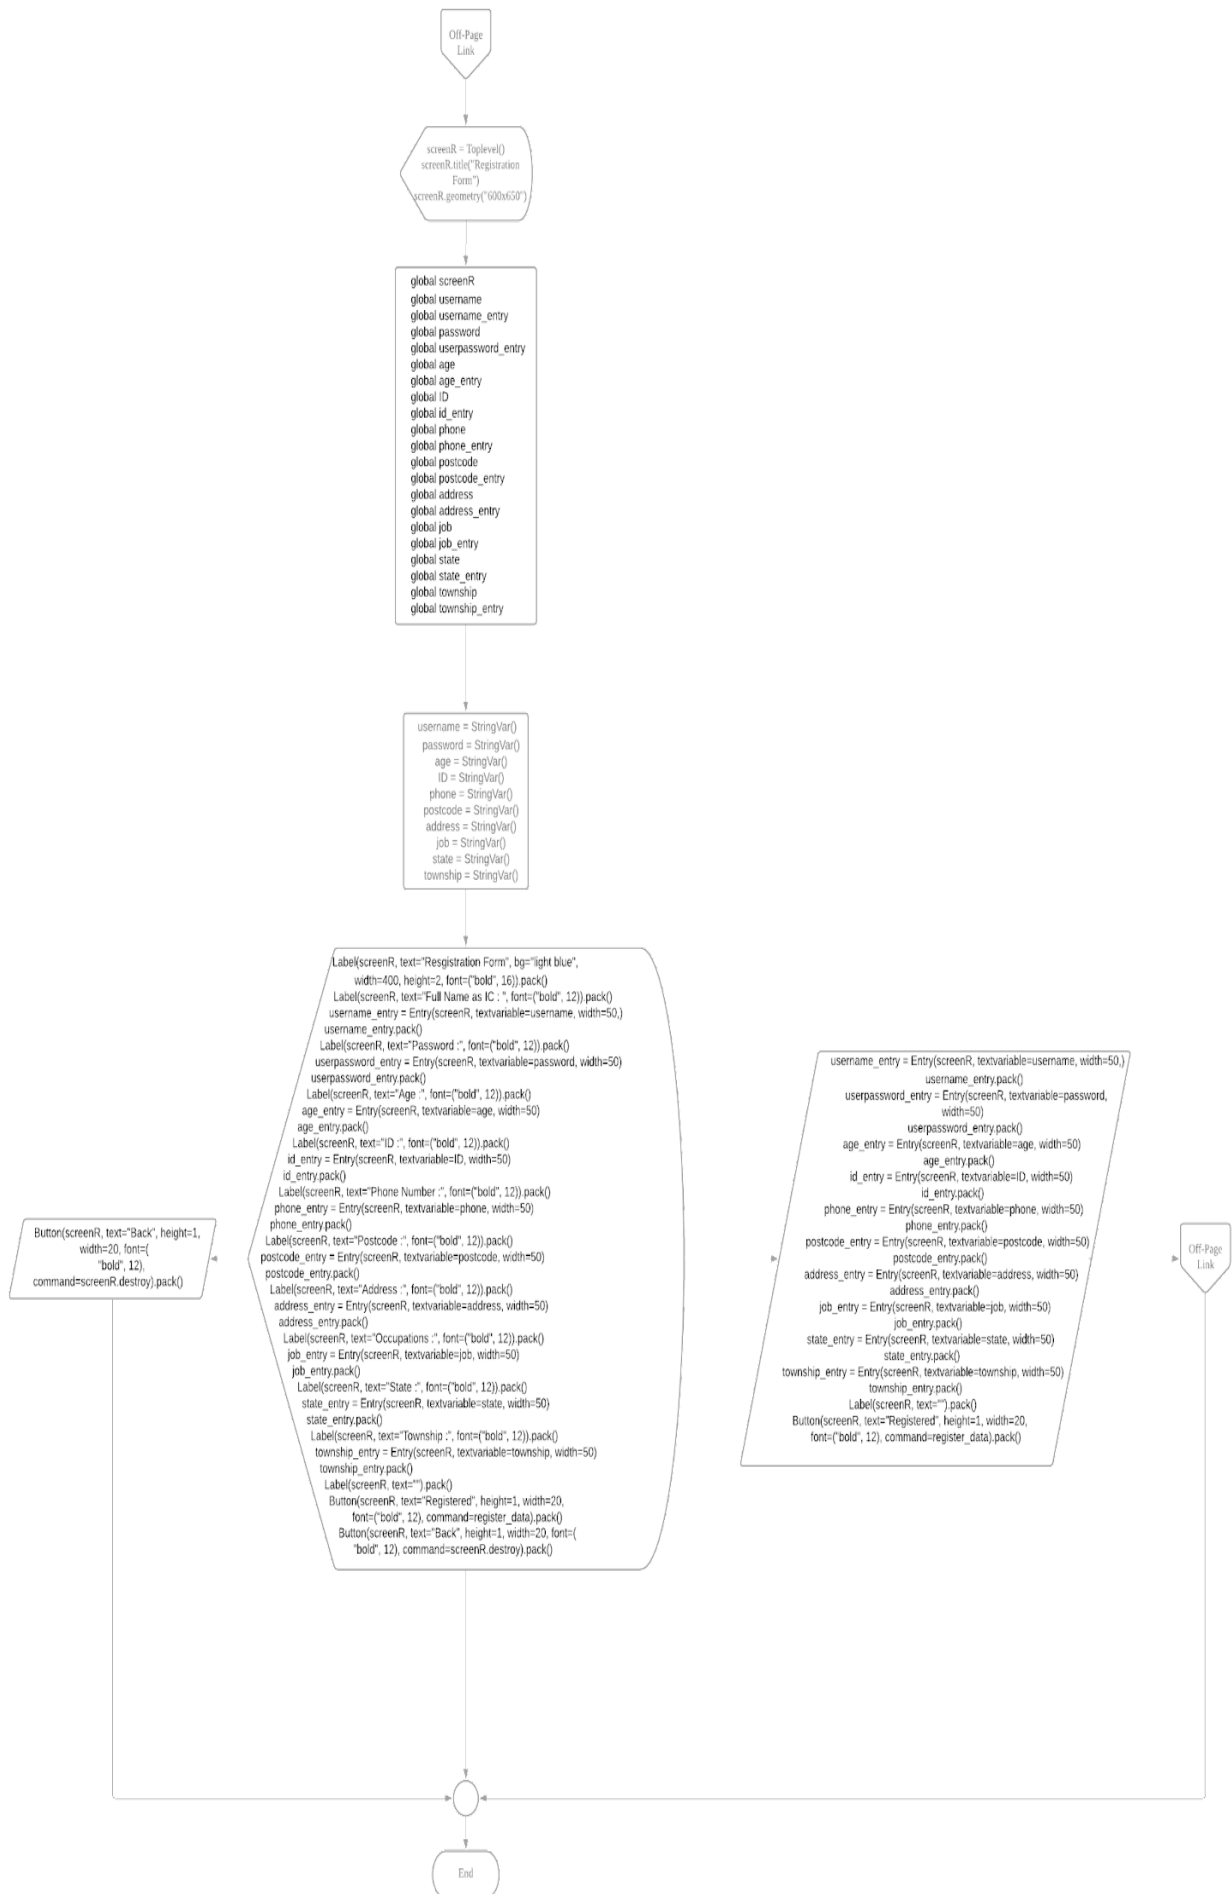 Off-Page
Link
screenR = Toplevel()
screenR.title("Registration
Form")
screenR.geometry("600x650")
global screenR
global username
global username_entry
global password
global userpassword_entry
global age
global age_entry
global ID
global id_entry
global phone
global phone_entry
global postcode
global postcode_entry
global address
global address_entry
global job
global job_entry
global state
global state_entry
global township
global township_entry
username = StringVar()
password = StringVar()
age = StringVar()
ID = StringVar()
phone = StringVar()
postcode = StringVar()
address = StringVar()
job = StringVar()
state = StringVar()
township = StringVar()
Label(screenR, text="Resgistration Form", bg="light blue",
width=400, height=2, font=("bold", 16)).pack()
Label(screenR, text="Full Name as IC : ", font=("bold", 12)).pack()
username_entry = Entry(screenR, textvariable=username, width=50,)
username_entry.pack()
Label(screenR, text="Password :", font=("bold", 12)).pack()
userpassword_entry = Entry(screenR, textvariable=password, width=50)
userpassword_entry.pack()
Label(screenR, text="Age :", font=("bold", 12)).pack()
age_entry = Entry(screenR, textvariable=age, width=50)
age_entry.pack()
Label(screenR, text="ID :", font=("bold", 12)).pack()
id_entry = Entry(screenR, textvariable=ID, width=50)
id_entry.pack()
Label(screenR, text="Phone Number :", font=("bold", 12)).pack()
phone_entry = Entry(screenR, textvariable=phone, width=50)
phone_entry.pack()
Label(screenR, text="Postcode :", font=("bold", 12)).pack()
postcode_entry = Entry(screenR, textvariable=postcode, width=50)
postcode_entry.pack()
Label(screenR, text="Address :", font=("bold", 12)).pack()
address_entry = Entry(screenR, textvariable=address, width=50)
address_entry.pack()
Label(screenR, text="Occupations :", font=("bold", 12)).pack()
job_entry = Entry(screenR, textvariable=job, width=50)
job_entry.pack()
Label(screenR, text="State :", font=("bold", 12)).pack()
state_entry = Entry(screenR, textvariable=state, width=50)
state_entry.pack()
Label(screenR, text="Township :", font=("bold", 12)).pack()
township_entry = Entry(screenR, textvariable=township, width=50)
township_entry.pack()
Label(screenR, text="").pack()
Button(screenR, text="Registered", height=1, width=20,
font=("bold", 12), command=register_data).pack()
Button(screenR, text="Back", height=1, width=20, font=(
"bold", 12), command=screenR.destroy).pack()
Button(screenR, text="Back", height=1,
width=20, font=(
"bold", 12),
command=screenR.destroy).pack()
username_entry = Entry(screenR, textvariable=username, width=50,)
username_entry.pack()
userpassword_entry = Entry(screenR, textvariable=password,
width=50)
userpassword_entry.pack()
age_entry = Entry(screenR, textvariable=age, width=50)
age_entry.pack()
id_entry = Entry(screenR, textvariable=ID, width=50)
id_entry.pack()
phone_entry = Entry(screenR, textvariable=phone, width=50)
phone_entry.pack()
postcode_entry = Entry(screenR, textvariable=postcode, width=50)
postcode_entry.pack()
address_entry = Entry(screenR, textvariable=address, width=50)
address_entry.pack()
job_entry = Entry(screenR, textvariable=job, width=50)
job_entry.pack()
state_entry = Entry(screenR, textvariable=state, width=50)
state_entry.pack()
township_entry = Entry(screenR, textvariable=township, width=50)
township_entry.pack()
Label(screenR, text="").pack()
Button(screenR, text="Registered", height=1, width=20,
font=("bold", 12), command=register_data).pack()
Off-Page
Link
End